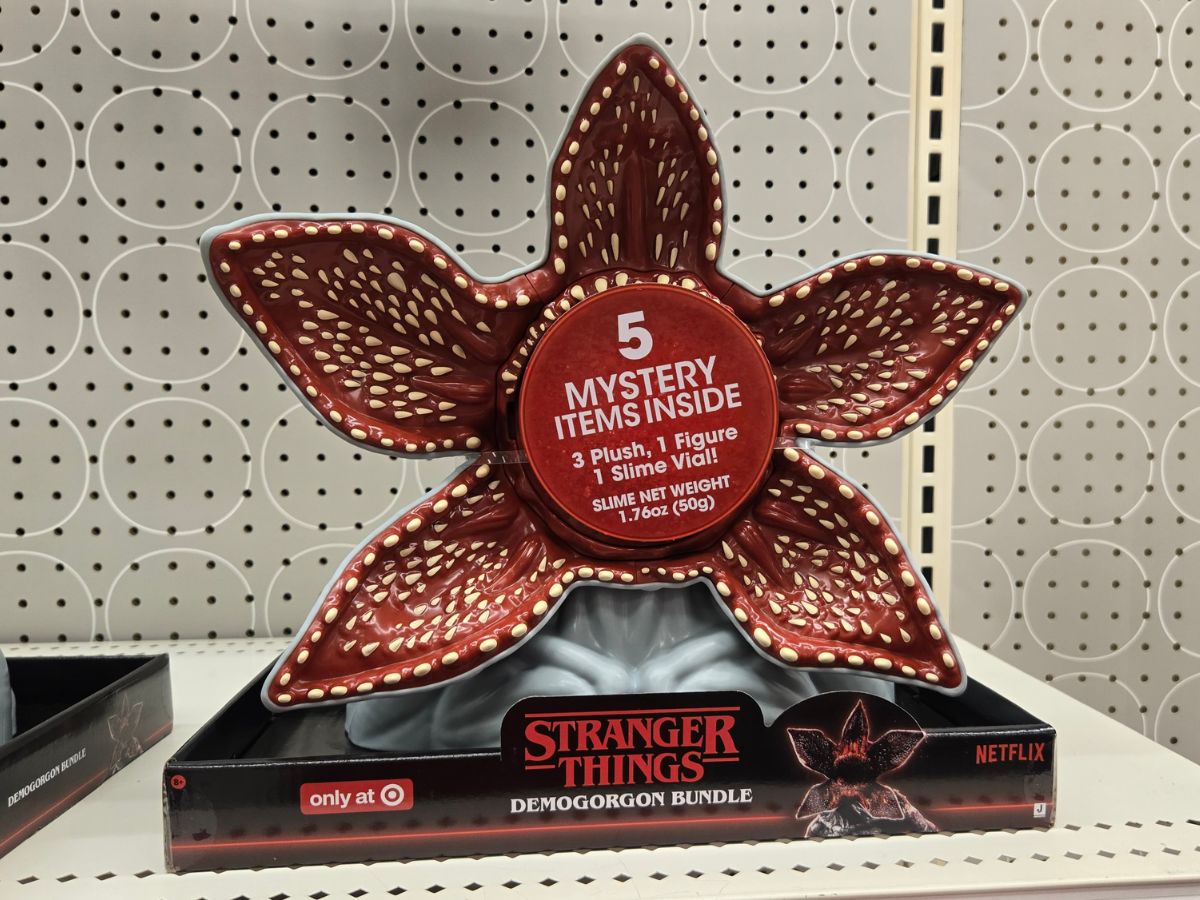 5
MYSTERY
ITEMS INSIDE
3 Plush, 1 Figure
1 Slime Vial!
SLIME NET WEIGHT
1.76oz (50g)
STRANGER
THINGS
DEMOGORGON BUNDLE
only at
NETFLIX
8+
J
DEMOGORGON BUNDLE